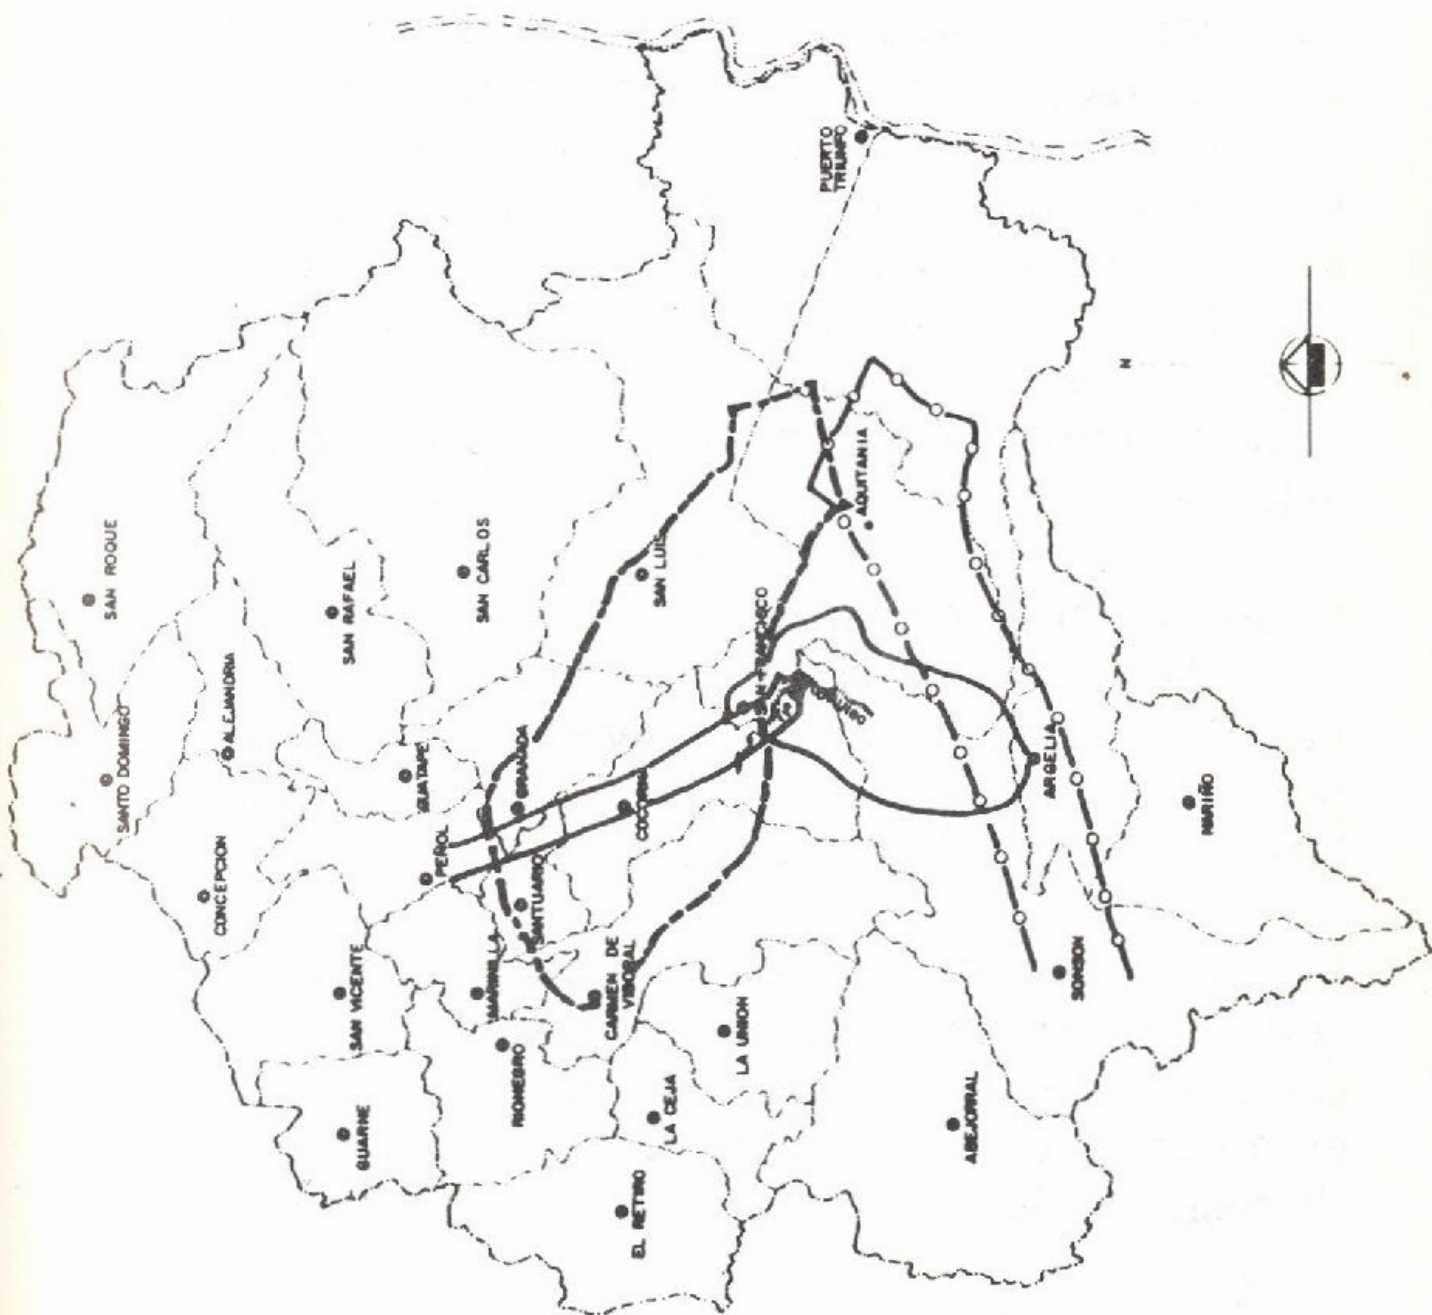 SAN ROQUE
SANTO DOMINGO
ALEJANDRIA
CONCEPCION
SAN RAFAEL
SAN CARLOS
GUATAPE
PEÑOL
SAN VICENTE
GUARNE
GRANADA
SANTUARIO
MARINILLA
RIONEGRO
COCORNA
CARMEN DE
VIBORAL
SAN LUIS
LA CEJA
EL RETIRO
LA UNION
SAN FRANCISCO
AQUITANIA
PUERTO
TRIUNFO
ARGELIA
SONSON
ABEJORRAL
NARIÑO
N